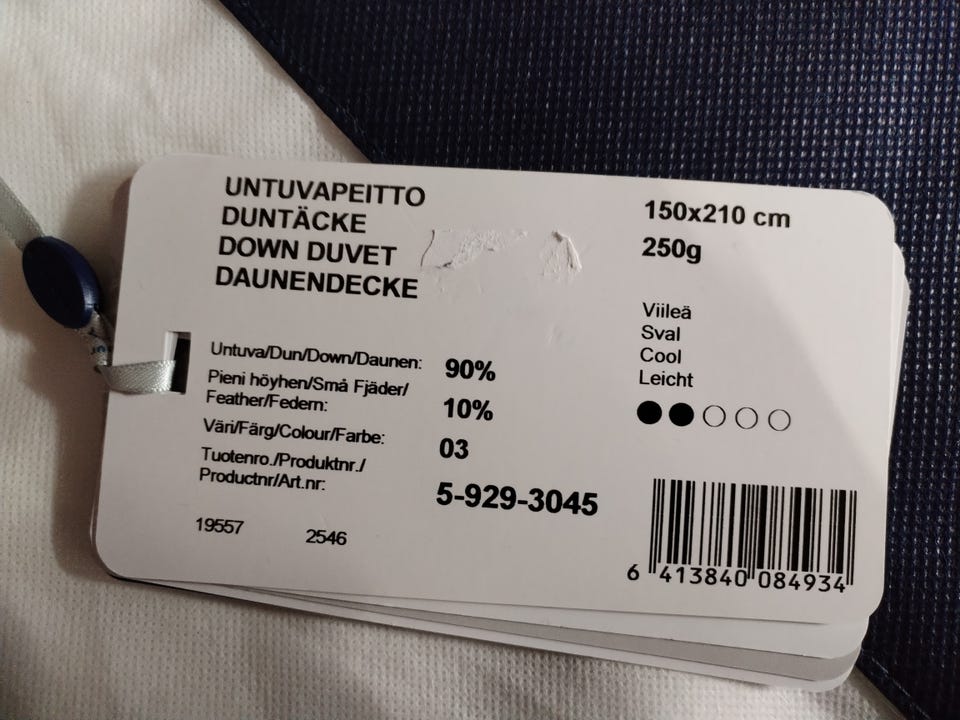 UNTUVAPEITTO
DUNTÄCKE
DOWN DUVET
DAUNENDECKE
150x210 cm
250g
Viileä
Sval
Cool
Leicht
Untuva/Dun/Down/Daunen: 90%
Pieni höyhen/Små Fjäder/
Feather/Federn: 10%
Väri/Färg/Colour/Farbe: 03
Tuotenro./Produktnr./
Productnr/Art.nr: 5-929-3045
19557 2546
6 413840 084934